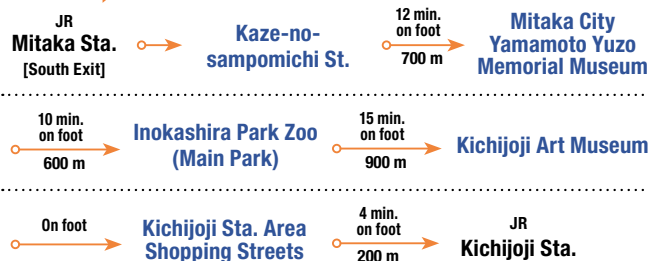 JR
Mitaka Sta.
[South Exit]
Kaze-no-
sampomichi St.
12 min.
on foot
700 m
Mitaka City
Yamamoto Yuzo
Memorial Museum
10 min.
on foot
600 m
Inokashira Park Zoo
(Main Park)
15 min.
on foot
900 m
Kichijoji Art Museum
On foot
Kichijoji Sta. Area
Shopping Streets
4 min.
on foot
200 m
JR
Kichijoji Sta.